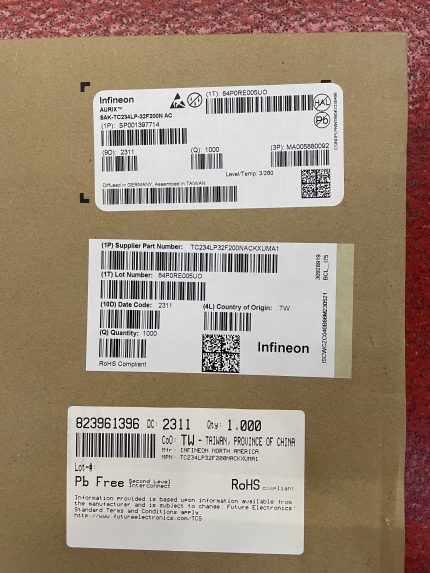 Infineon
AURIX™
SAK-TC234LP-32F200N AC
(1P): SP001397714
(1T): 84P0RE005UO
(9D): 2311
(Q): 1000
(3P): MA005880092
Level/Temp: 3/260
Diffused in GERMANY, Assembled in TAIWAN
HAL
Pb
(1P) Supplier Part Number: TC234LP32F200NACKXUMA1
(1T) Lot Number: 84P0RE005UO
(10D) Date Code: 2311
(4L) Country of Origin: TW
(Q) Quantity: 1000
RoHS Compliant
Infineon
30808919
BCL_I75
823961396 DC: 2311 Qty: 1,000
CoO: TW - TAIWAN, PROVINCE OF CHINA
Mfr: INFINEON NORTH AMERICA
MPN: TC234LP32F200NACKXUMA1
Lot-#:
Pb Free Second Level Interconnect
RoHS compliant
Information provided is based upon information available from
the manufacturer and is subject to change. Future Electronics'
Standard Terms and Conditions apply.
http://www.futureelectronics.com/TCS